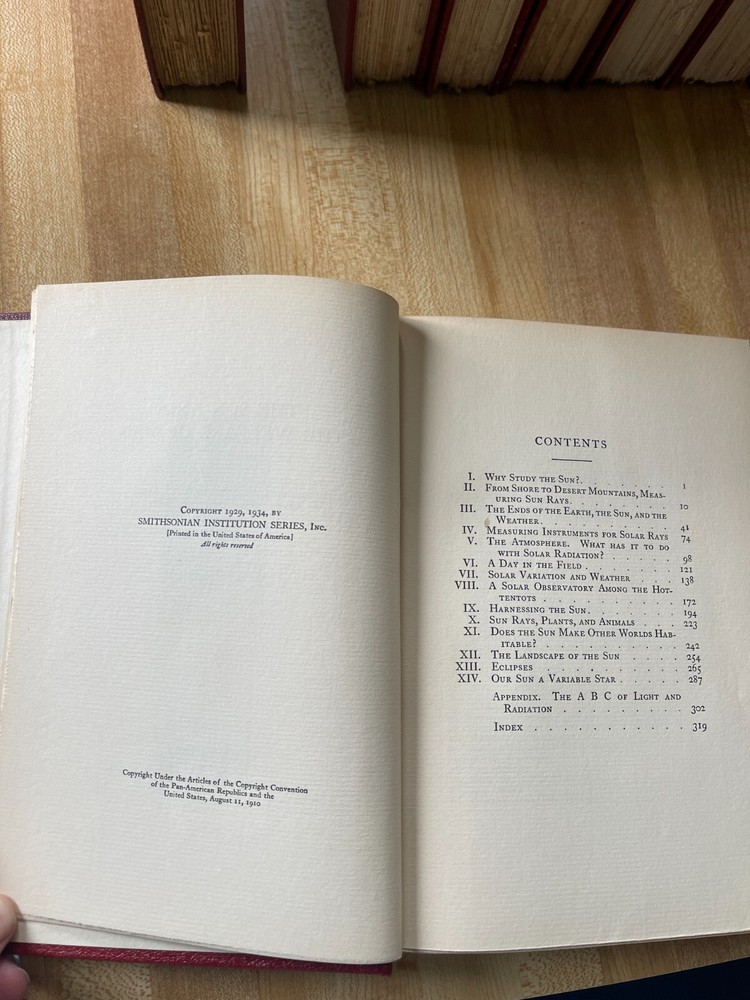 Copyright 1929, 1934, by
SMITHSONIAN INSTITUTION SERIES, Inc.
[Printed in the United States of America]
All rights reserved
Copyright Under the Articles of the Copyright Convention
of the Pan-American Republics and the
United States, August 11, 1910
CONTENTS
I. Why Study the Sun? . . . . . . 1
II. From Shore to Desert Mountains, Meas-
uring Sun Rays . . . . . . . 10
III. The Ends of the Earth, the Sun, and the
Weather . . . . . . . . . 41
IV. Measuring Instruments for Solar Rays 74
V. The Atmosphere. What has it to do
with Solar Radiation? . . . . . 98
VI. A Day in the Field . . . . . . . 121
VII. Solar Variation and Weather . . . 138
VIII. A Solar Observatory Among the Hot-
tentots . . . . . . . . . 172
IX. Harnessing the Sun . . . . . . . 194
X. Sun Rays, Plants, and Animals . . . 223
XI. Does the Sun Make Other Worlds Hab-
itable? . . . . . . . . . 242
XII. The Landscape of the Sun . . . . 254
XIII. Eclipses . . . . . . . . . . 265
XIV. Our Sun a Variable Star . . . . . 287
Appendix. The A B C of Light and
Radiation . . . . . . . . 302
Index . . . . . . . . . . . 319